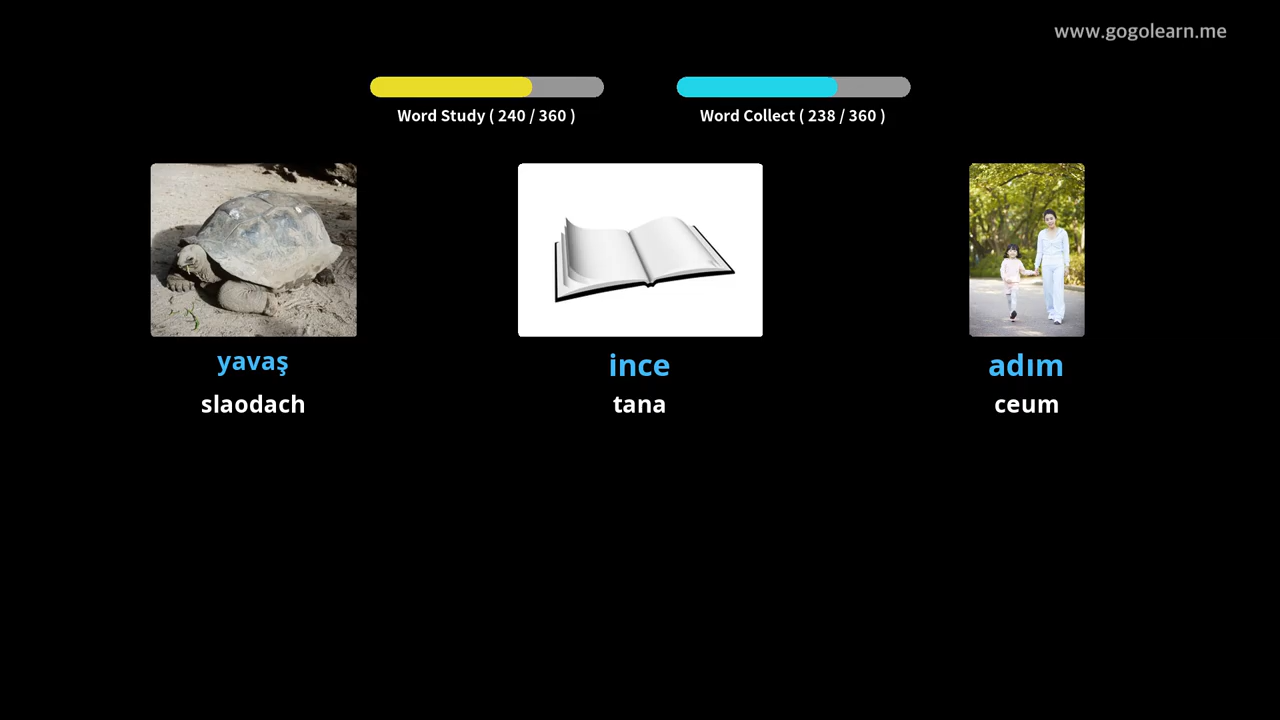 www.gogolearn.me
Word Study ( 240 / 360 )
Word Collect ( 238 / 360 )
yavaş
ince
adım
slaodach
tana
ceum